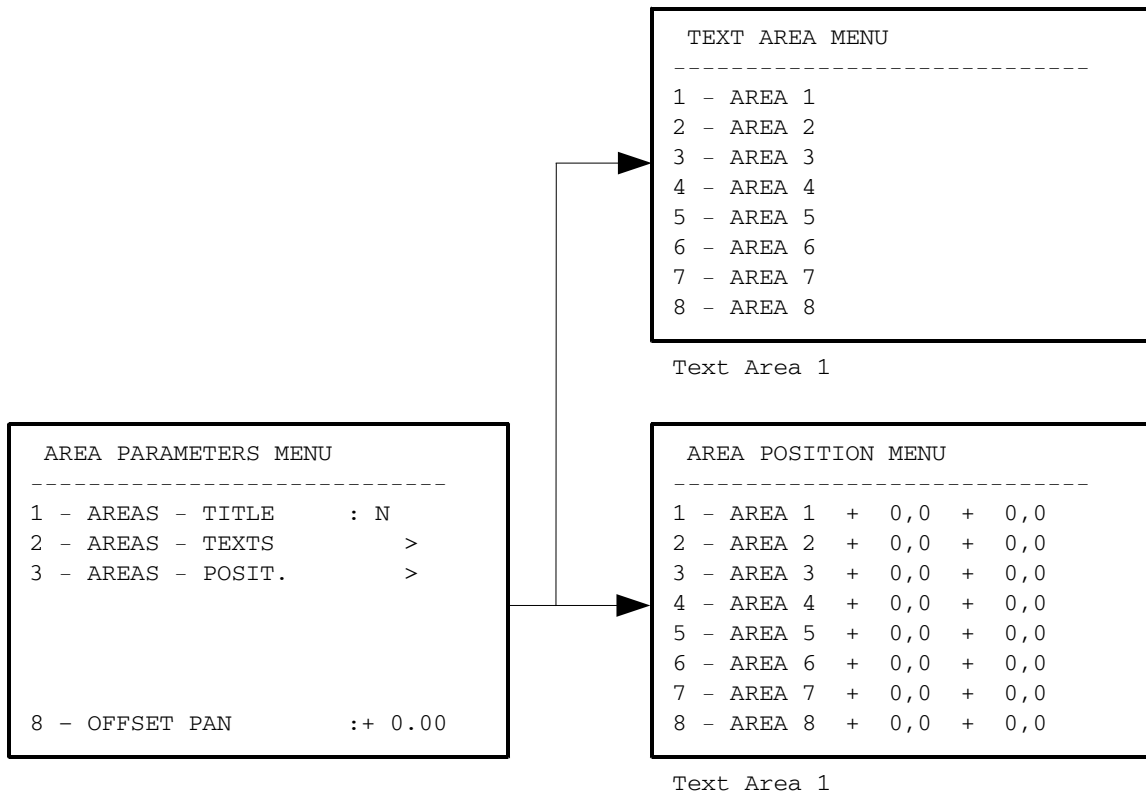 TEXT AREA MENU
-----------------------------
1 - AREA 1
2 - AREA 2
3 - AREA 3
4 - AREA 4
5 - AREA 5
6 - AREA 6
7 - AREA 7
8 - AREA 8
Text Area 1
AREA PARAMETERS MENU
-----------------------------
1 - AREAS - TITLE : N
2 - AREAS - TEXTS >
3 - AREAS - POSIT. >
8 - OFFSET PAN :+ 0.00
AREA POSITION MENU
-----------------------------
1 - AREA 1 + 0,0 + 0,0
2 - AREA 2 + 0,0 + 0,0
3 - AREA 3 + 0,0 + 0,0
4 - AREA 4 + 0,0 + 0,0
5 - AREA 5 + 0,0 + 0,0
6 - AREA 6 + 0,0 + 0,0
7 - AREA 7 + 0,0 + 0,0
8 - AREA 8 + 0,0 + 0,0
Text Area 1